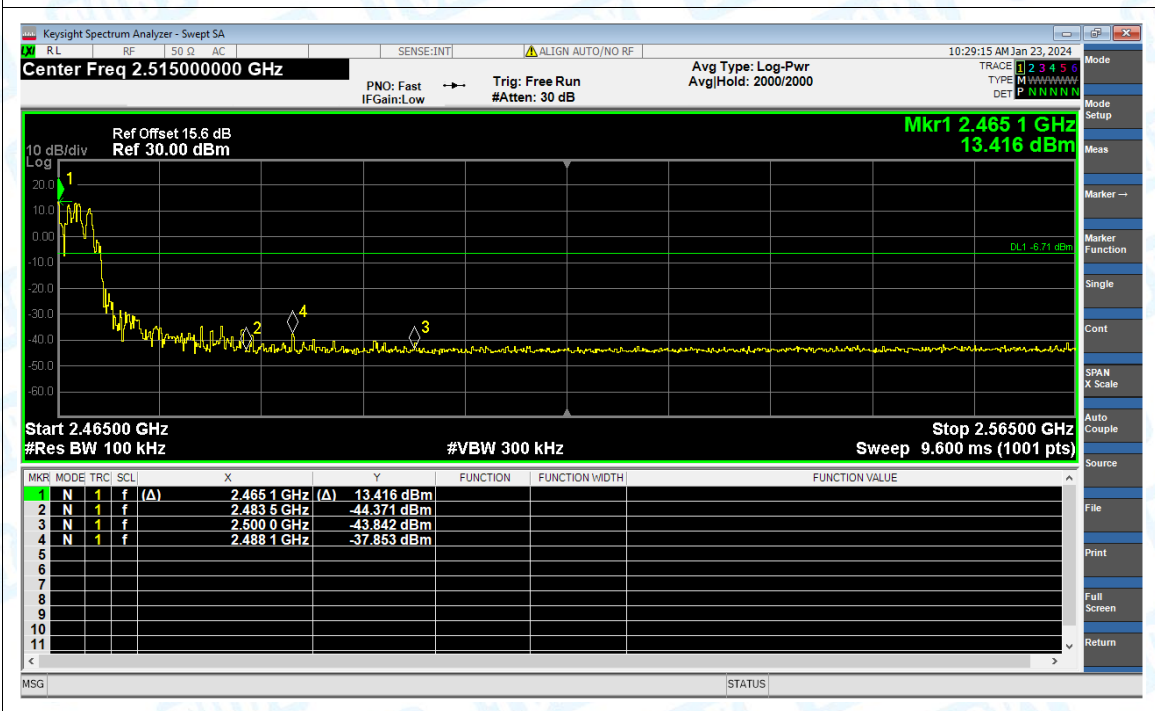 Keysight Spectrum Analyzer - Swept SA
LXI RL RF 50 Ω AC SENSE:INT ALIGN AUTO/NO RF 10:29:15 AM Jan 23, 2024
Center Freq 2.515000000 GHz
PNO: Fast
IFGain:Low
Trig: Free Run
#Atten: 30 dB
Avg Type: Log-Pwr
Avg|Hold: 2000/2000
TRACE 1 2 3 4 5 6
TYPE M W W W W W
DET P N N N N N
Ref Offset 15.6 dB
Ref 30.00 dBm
10 dB/div
Log
Mkr1 2.465 1 GHz
13.416 dBm
20.0
10.0
0.00
-10.0
-20.0
-30.0
-40.0
-50.0
-60.0
1
2
4
3
DL1 -6.71 dBm
Start 2.46500 GHz Stop 2.56500 GHz
#Res BW 100 kHz #VBW 300 kHz Sweep 9.600 ms (1001 pts)
MKR MODE TRC SCL X Y FUNCTION FUNCTION WIDTH FUNCTION VALUE
1 N 1 f (Δ) 2.465 1 GHz (Δ) 13.416 dBm
2 N 1 f 2.483 5 GHz -44.371 dBm
3 N 1 f 2.500 0 GHz -43.842 dBm
4 N 1 f 2.488 1 GHz -37.853 dBm
5
6
7
8
9
10
11
MSG STATUS
Mode
Mode
Setup
Meas
Marker →
Marker
Function
Single
Cont
SPAN
X Scale
Auto
Couple
Source
File
Print
Full
Screen
Return